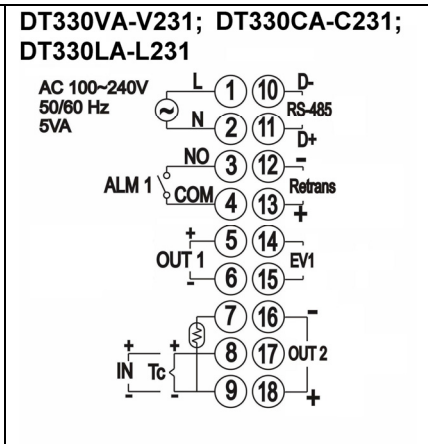 DT330VA-V231; DT330CA-C231;
DT330LA-L231
AC 100~240V
50/60 Hz
5VA
L 1 10 D-
RS-485
N 2 11 D+
NO 3 12 -
ALM 1 Retrans
COM 4 13 +
+ 5 14
OUT 1 EV1
- 6 15
7 16 -
+ + 8 17 OUT 2
IN Tc
- - 9 18 +